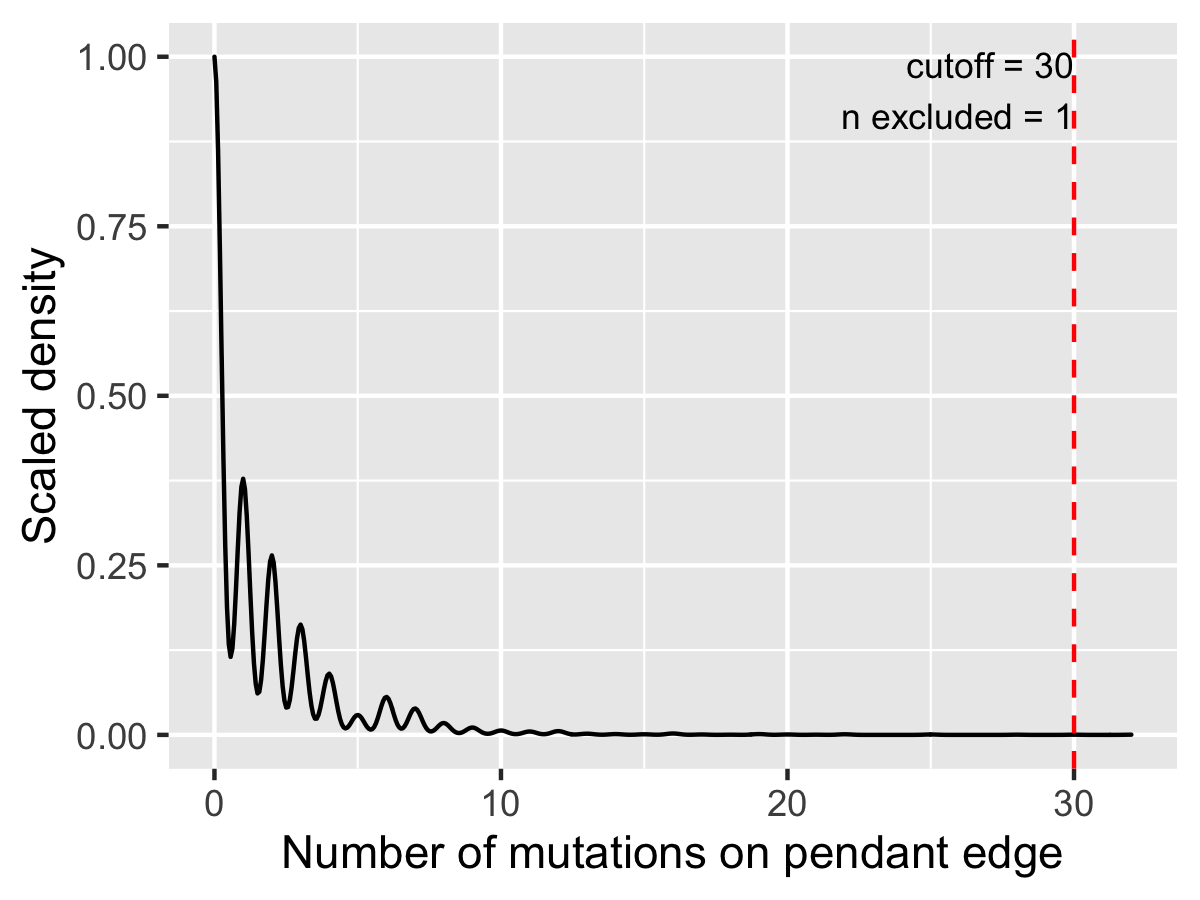 1.00
0.75
0.50
0.25
0.00
Scaled density
cutoff = 30
n excluded = 1
0
10
20
30
Number of mutations on pendant edge